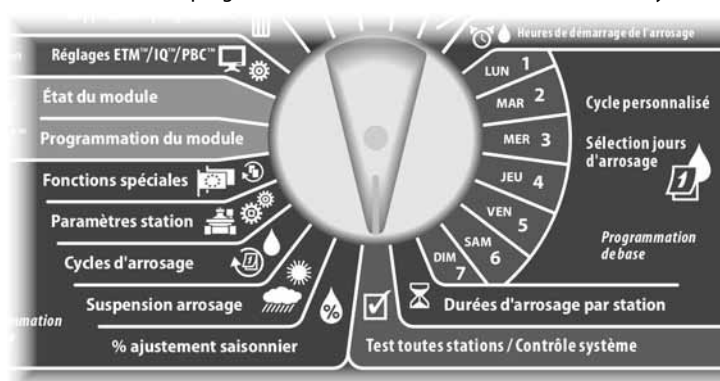 Réglages ETM™/IQ™/PBC™
État du module
Programmation du module
Fonctions spéciales
Paramètres station
Cycles d'arrosage
Suspension arrosage
% ajustement saisonnier
%
Heures de démarrage de l'arrosage
LUN 1
MAR 2
MER 3
JEU 4
VEN 5
SAM 6
DIM 7
Cycle personnalisé
Sélection jours
d'arrosage
1
Programmation
de base
Durées d'arrosage par station
Test toutes stations / Contrôle système